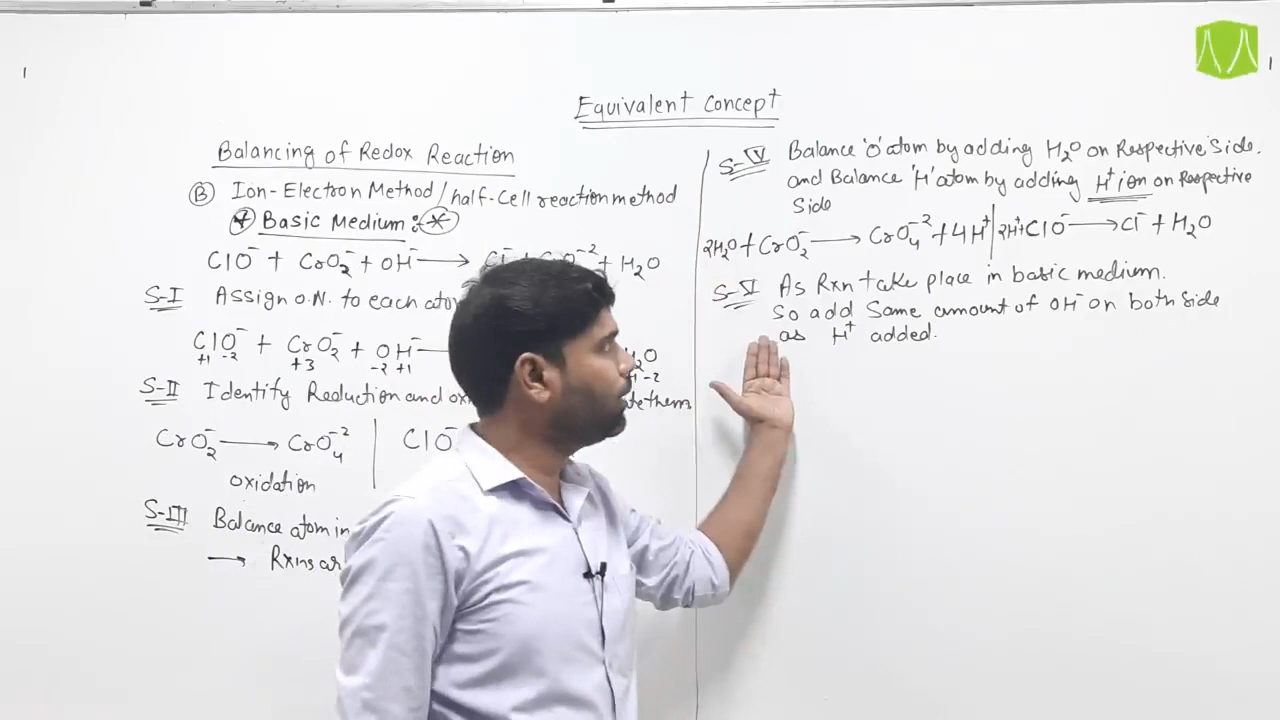 Equivalent Concept
Balancing of Redox Reaction
(B) Ion-Electron Method/half-Cell reaction method
* Basic Medium : *
ClO⁻ + CrO₂⁻ + OH⁻ ⟶ + H₂O
S-I Assign O.N. to each
ClO⁻ + CrO₂⁻ + OH⁻
+1 -2 +3 -2 +1 -2
S-II Identify Reduction and
CrO₂⁻ ⟶ CrO₄⁻² | ClO⁻
oxidation
S-III Balance atom in
⟶ Rxns
S-IV Balance 'O' atom by adding H₂O on Respective Side.
and Balance 'H' atom by adding H⁺ ion on Respective
Side
2H₂O + CrO₂⁻ ⟶ CrO₄⁻² + 4H⁺ | 2H⁺ + ClO⁻ ⟶ Cl⁻ + H₂O
S-VI As Rxn take place in basic medium.
So add Same amount of OH⁻ on both side
as H⁺ added.